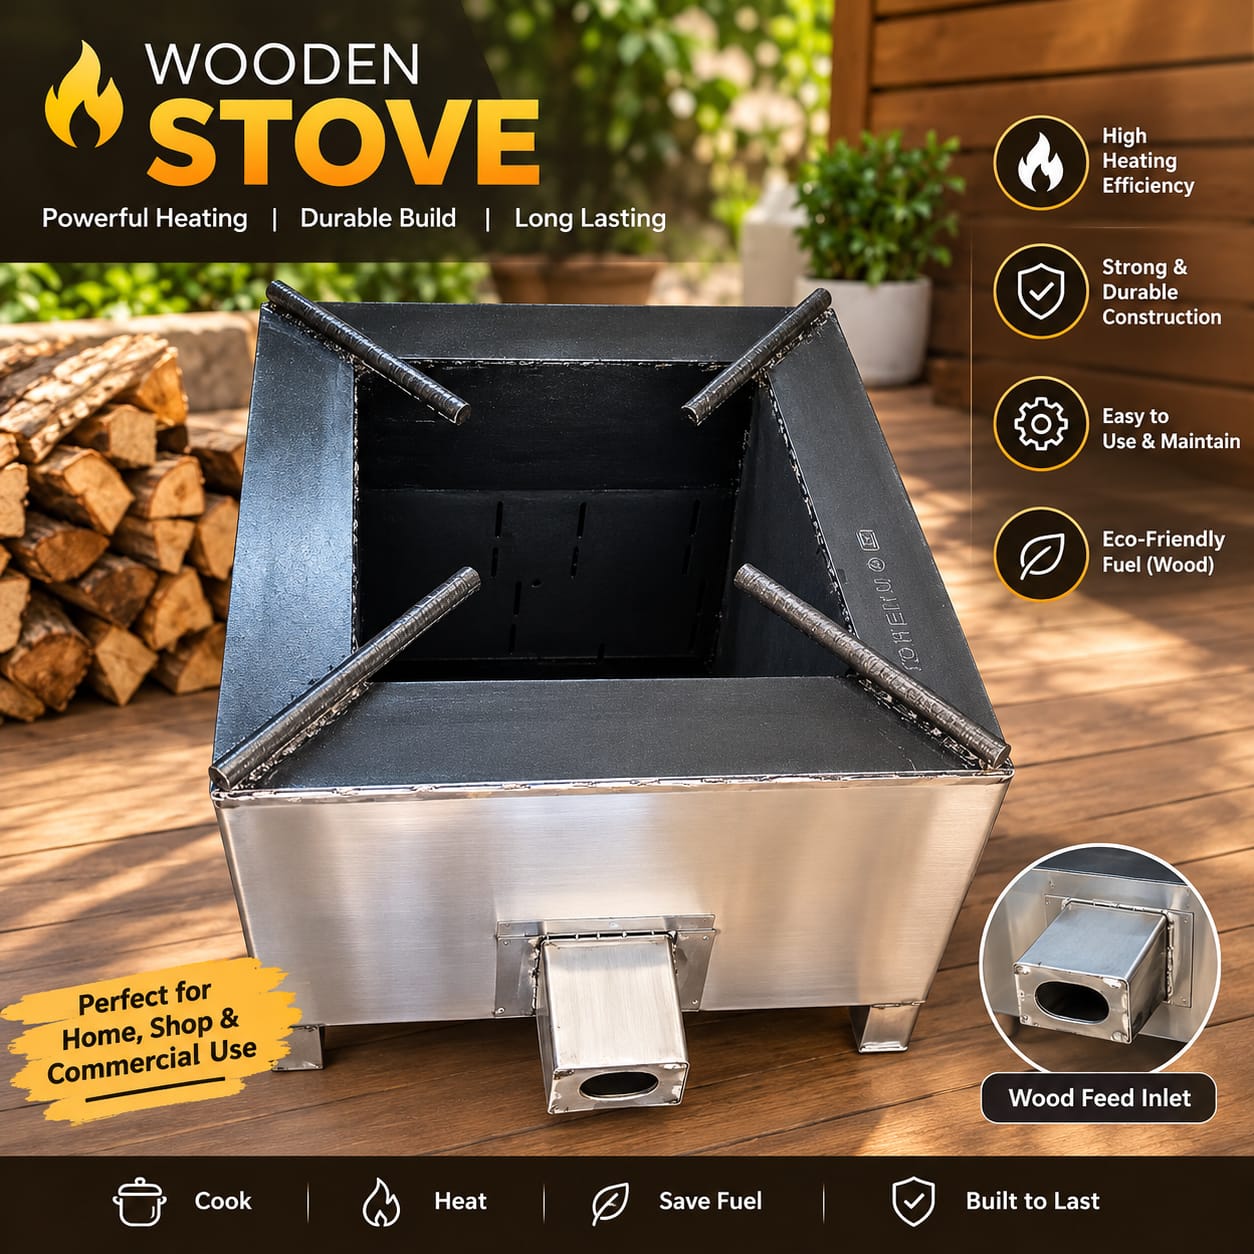 WOODEN
STOVE
Powerful Heating | Durable Build | Long Lasting
High
Heating
Efficiency
Strong &
Durable
Construction
Easy to
Use & Maintain
Eco-Friendly
Fuel (Wood)
Perfect for
Home, Shop &
Commercial Use
Wood Feed Inlet
Cook | Heat | Save Fuel | Built to Last